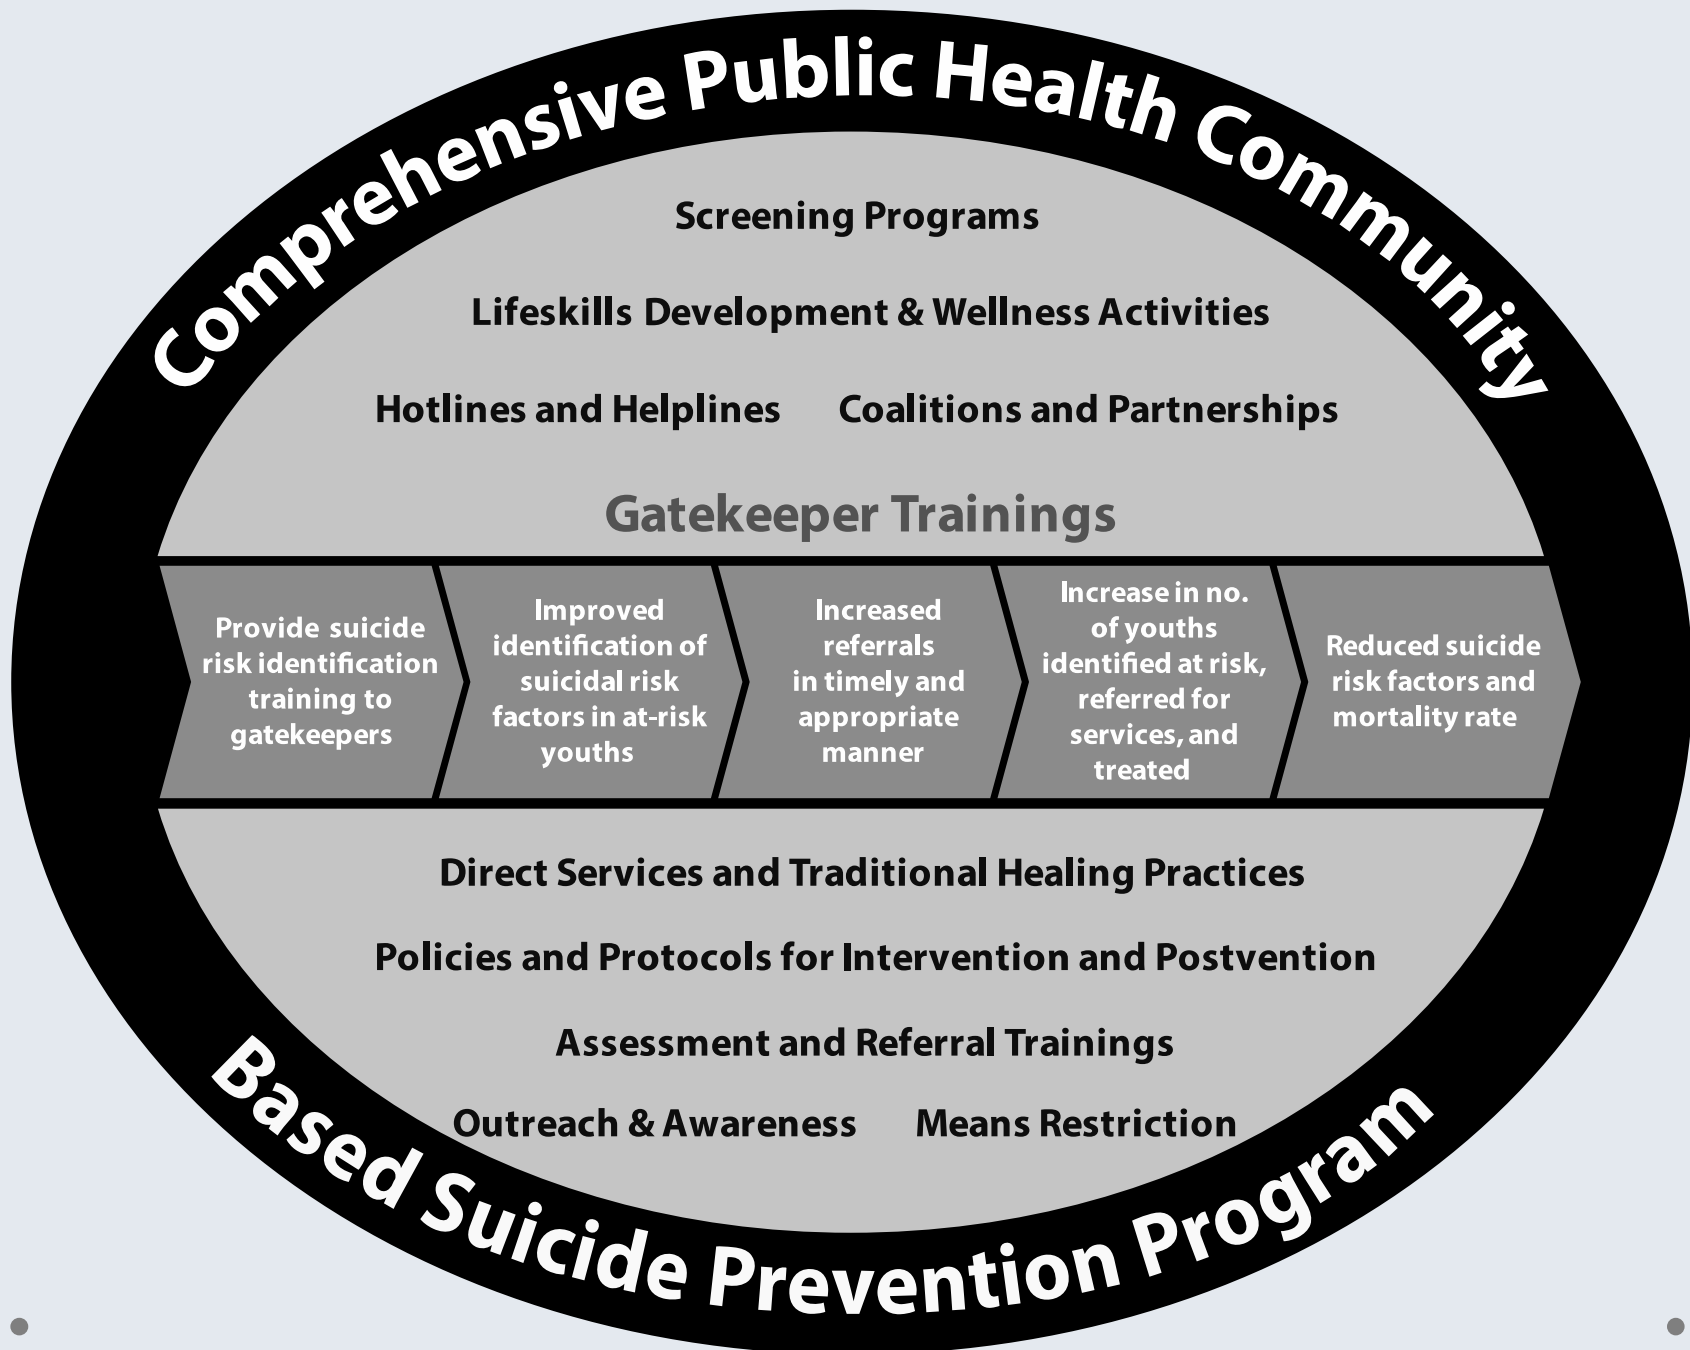 Comprehensive Public Health Community
Screening Programs
Lifeskills Development & Wellness Activities
Hotlines and Helplines
Coalitions and Partnerships
Gatekeeper Trainings
Provide suicide
risk identification
training to
gatekeepers
Improved
identification of
suicidal risk
factors in at-risk
youths
Increased
referrals
in timely and
appropriate
manner
Increase in no.
of youths
identified at risk,
referred for
services, and
treated
Reduced suicide
risk factors and
mortality rate
Direct Services and Traditional Healing Practices
Policies and Protocols for Intervention and Postvention
Assessment and Referral Trainings
Outreach & Awareness
Means Restriction
Based Suicide Prevention Program